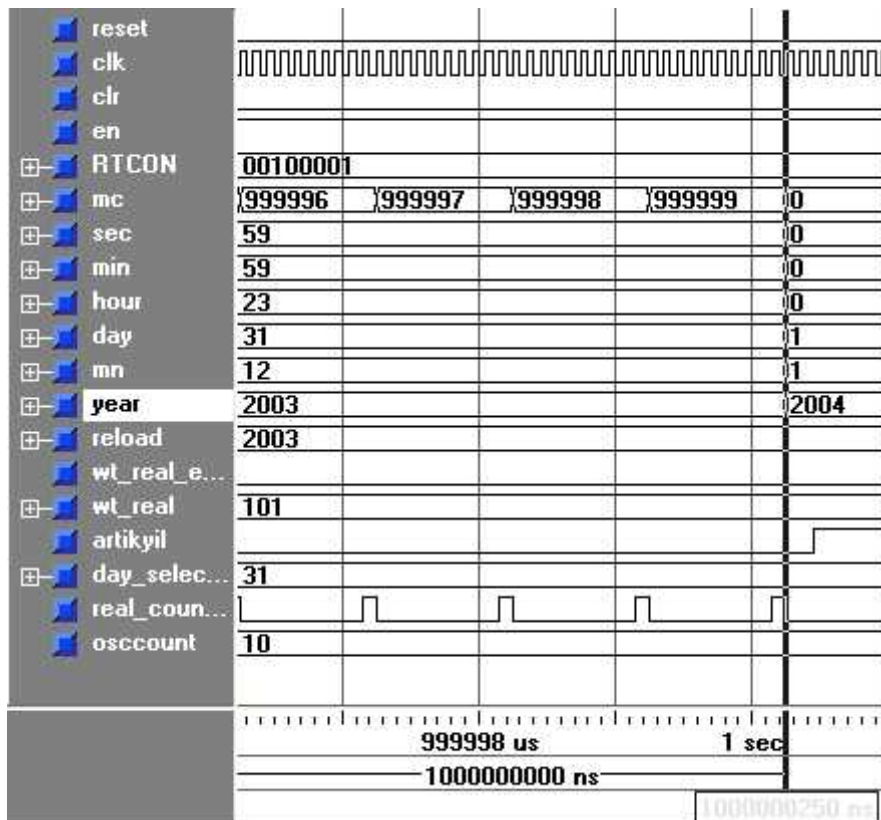 reset
clk
clr
en
RTCON 00100001
mc 999996 999997 999998 999999 0
sec 59 0
min 59 0
hour 23 0
day 31 1
mn 12 1
year 2003 2004
reload 2003
wt_real_e...
wt_real 101
artikyil
day_selec... 31
real_coun...
osccount 10
999998 us 1 sec
1000000000 ns
1000000250 ns